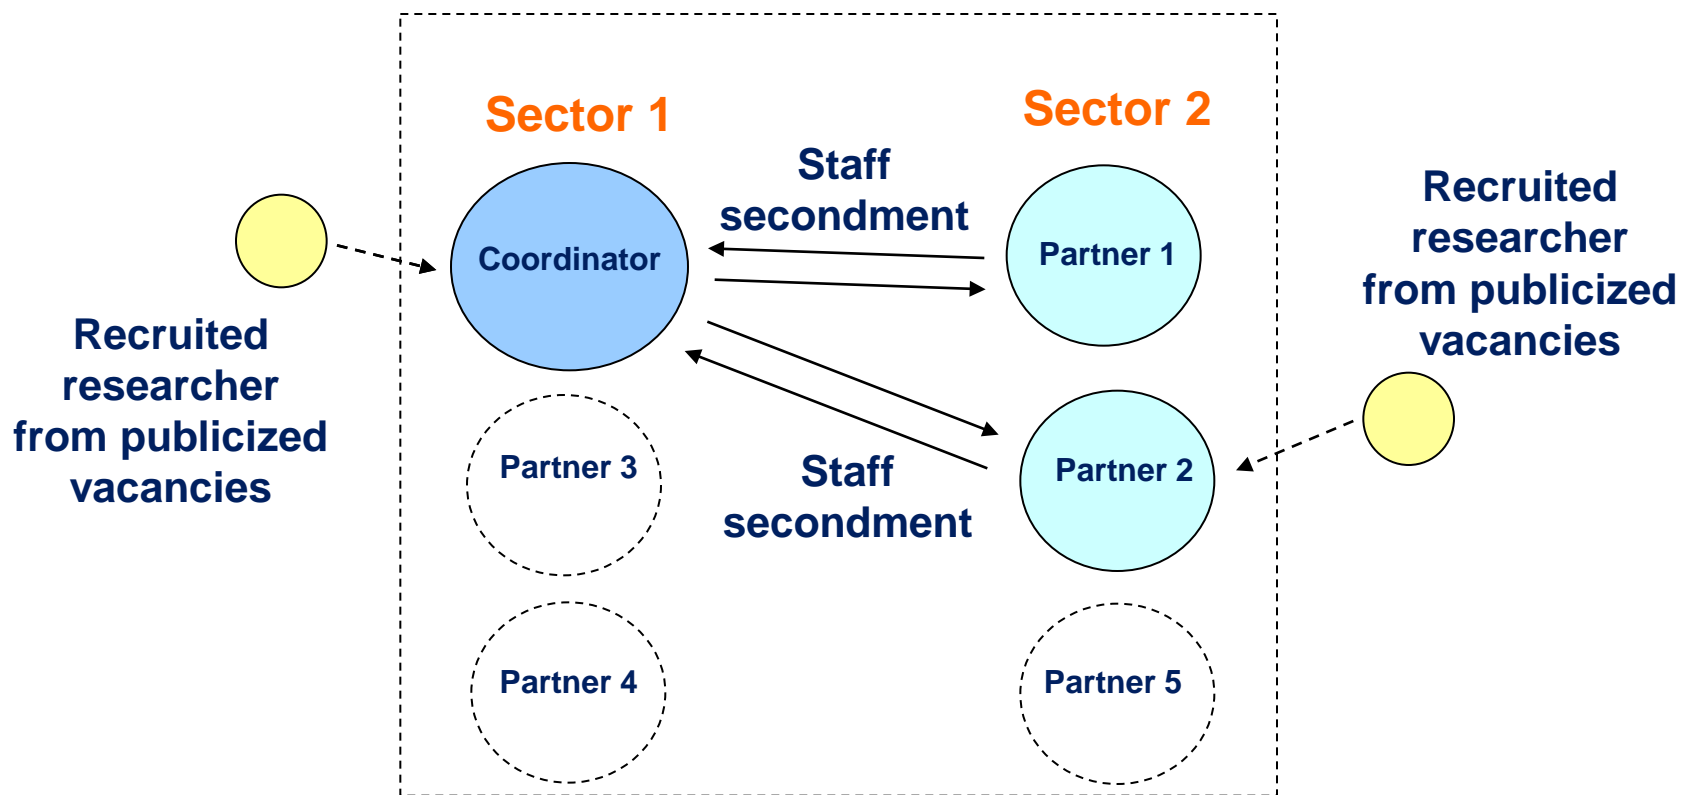 Sector 1
Sector 2
Staff
secondment
Coordinator
Partner 1
Recruited
researcher
from publicized
vacancies
Recruited
researcher
from publicized
vacancies
Partner 3
Staff
secondment
Partner 2
Partner 4
Partner 5